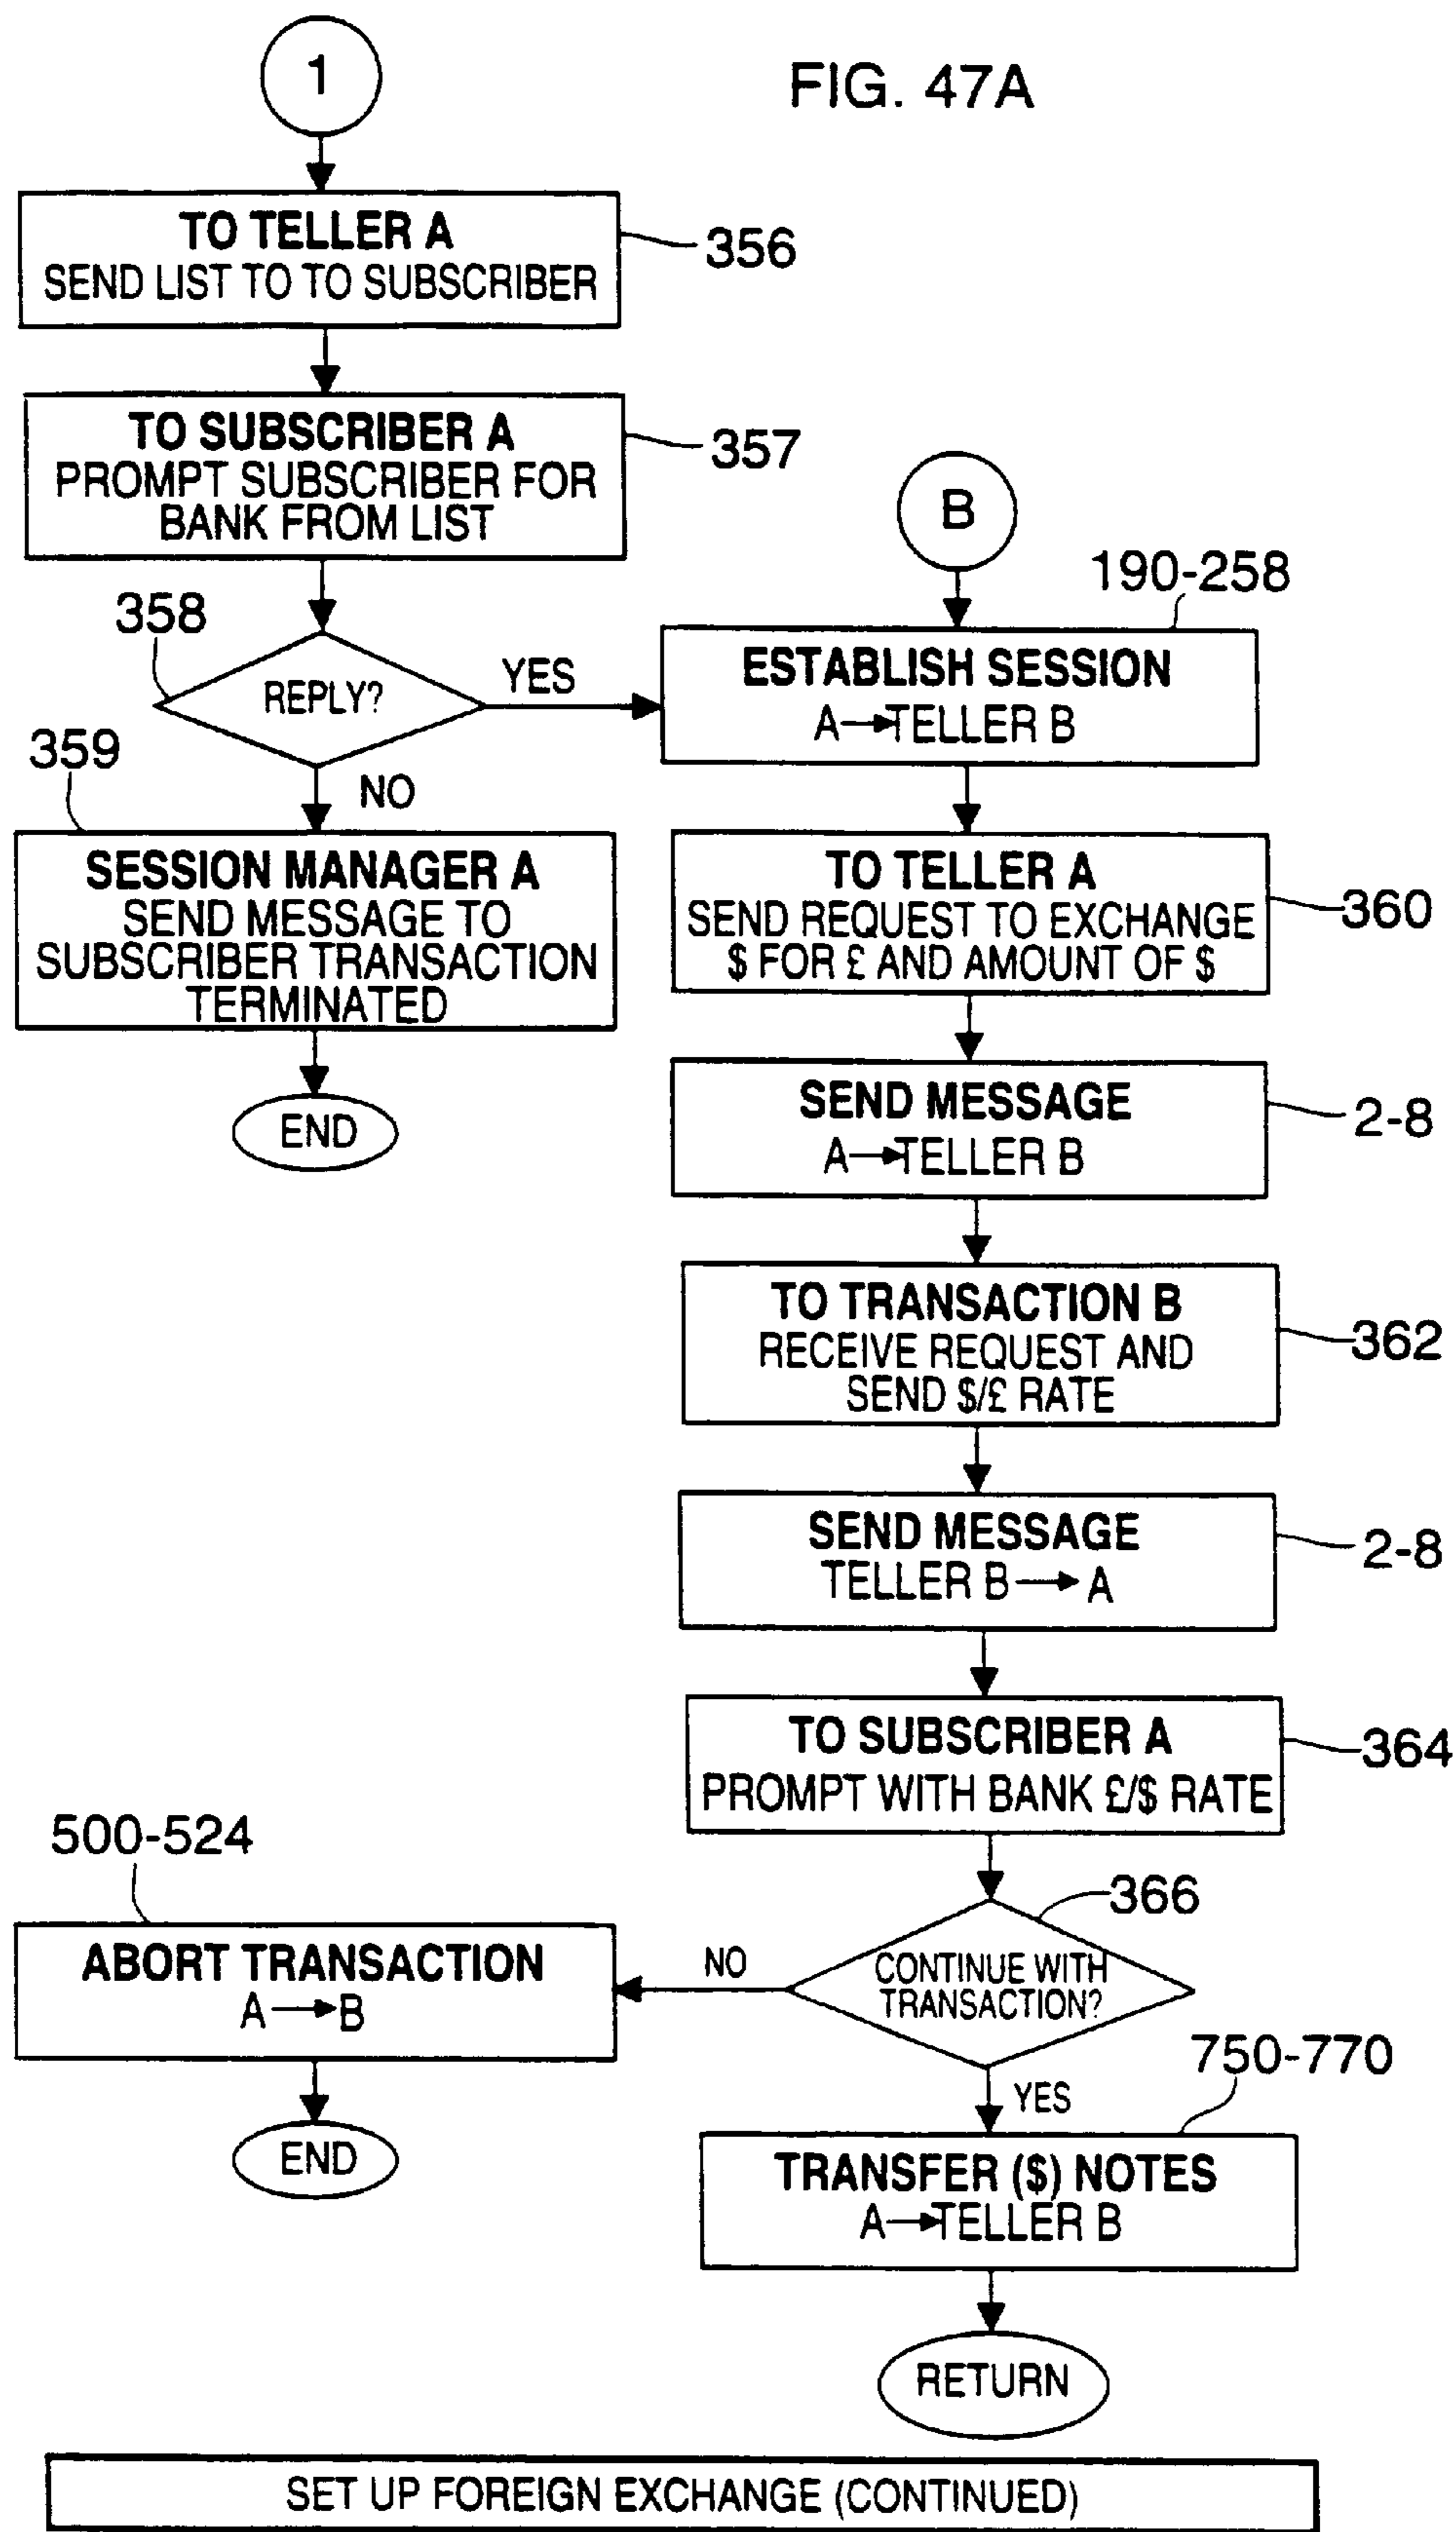 1
FIG. 47A
TO TELLER A
SEND LIST TO TO SUBSCRIBER
356
TO SUBSCRIBER A
PROMPT SUBSCRIBER FOR
BANK FROM LIST
357
358
REPLY?
YES
NO
359
SESSION MANAGER A
SEND MESSAGE TO
SUBSCRIBER TRANSACTION
TERMINATED
END
B
190-258
ESTABLISH SESSION
A→TELLER B
TO TELLER A
SEND REQUEST TO EXCHANGE
$ FOR £ AND AMOUNT OF $
360
SEND MESSAGE
A→TELLER B
2-8
TO TRANSACTION B
RECEIVE REQUEST AND
SEND $/£ RATE
362
SEND MESSAGE
TELLER B→A
2-8
TO SUBSCRIBER A
PROMPT WITH BANK £/$ RATE
364
366
CONTINUE WITH
TRANSACTION?
NO
500-524
ABORT TRANSACTION
A→B
END
YES
750-770
TRANSFER ($) NOTES
A→TELLER B
RETURN
SET UP FOREIGN EXCHANGE (CONTINUED)